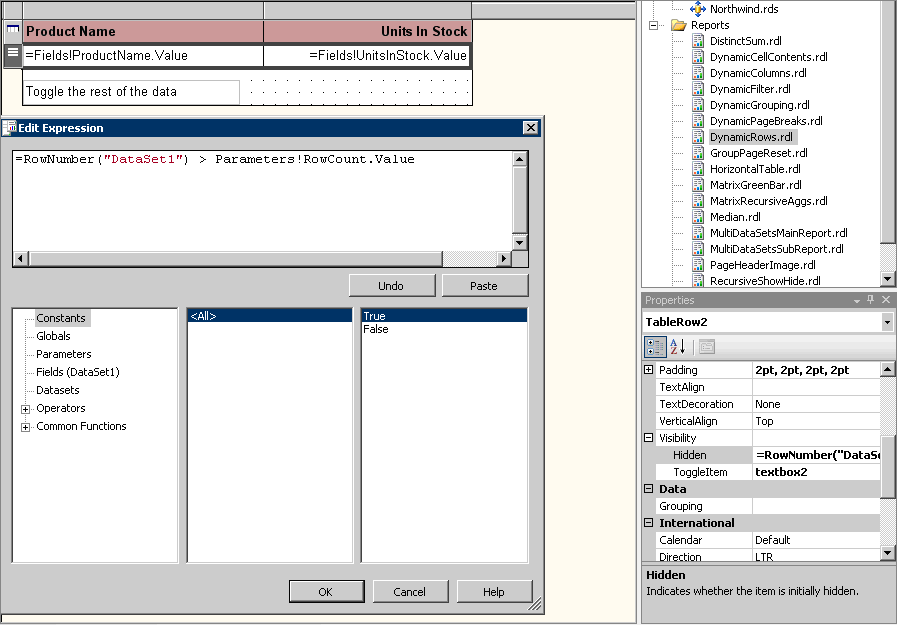 Product Name
Units In Stock
=Fields!ProductName.Value
=Fields!UnitsInStock.Value
Toggle the rest of the data
Edit Expression
=RowNumber("DataSet1") > Parameters!RowCount.Value
Undo
Paste
Constants
Globals
Parameters
Fields (DataSet1)
Datasets
Operators
Common Functions
<All>
True
False
OK
Cancel
Help
Northwind.rds
Reports
DistinctSum.rdl
DynamicCellContents.rdl
DynamicColumns.rdl
DynamicFilter.rdl
DynamicGrouping.rdl
DynamicPageBreaks.rdl
DynamicRows.rdl
GroupPageReset.rdl
HorizontalTable.rdl
MatrixGreenBar.rdl
MatrixRecursiveAggs.rdl
Median.rdl
MultiDataSetsMainReport.rdl
MultiDataSetsSubReport.rdl
PageHeaderImage.rdl
RecursiveShowHide.rdl
Properties
TableRow2
Padding 2pt, 2pt, 2pt, 2pt
TextAlign
TextDecoration None
VerticalAlign Top
Visibility
Hidden =RowNumber("DataSe
ToggleItem textbox2
Data
Grouping
International
Calendar Default
Direction LTR
Hidden
Indicates whether the item is initially hidden.